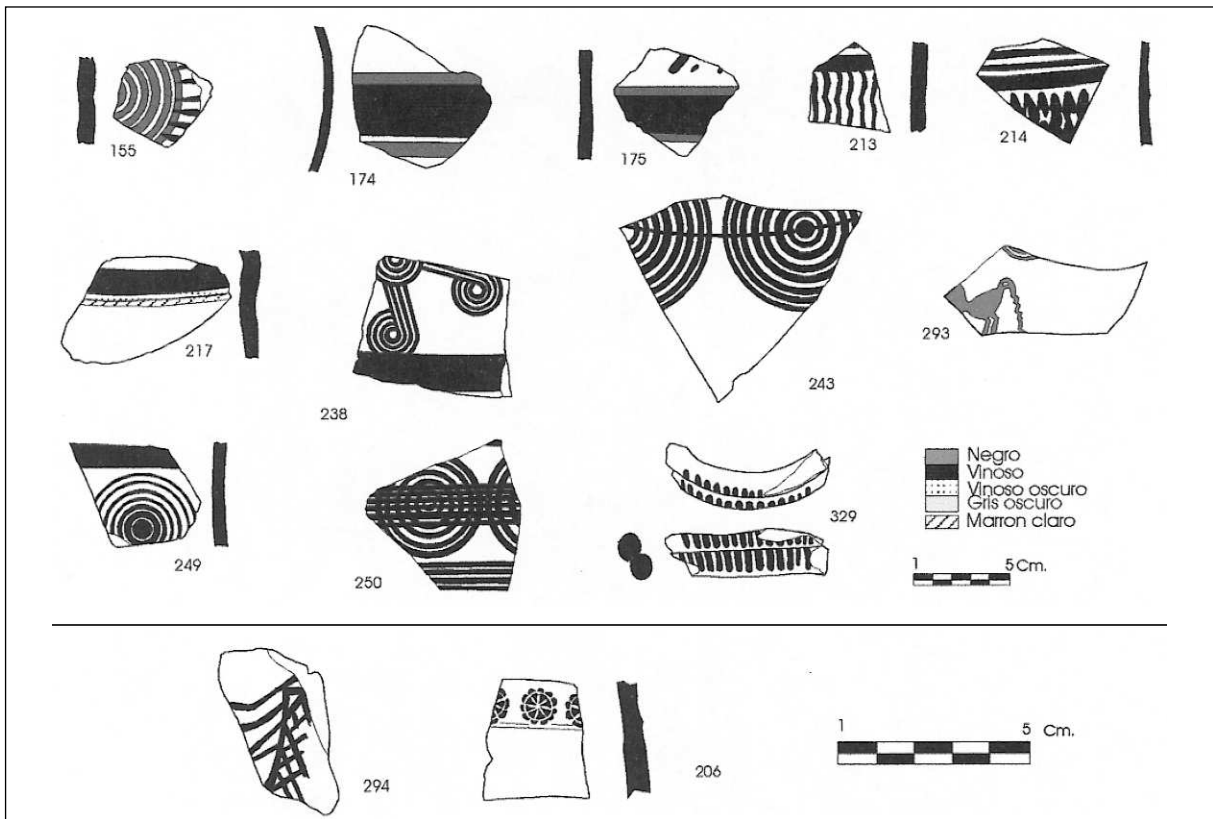 155
174
175
213
214
217
238
243
293
249
250
329
Negro
Vinoso
Vinoso oscuro
Gris oscuro
Marron claro
1 5 Cm.
294
206
1 5 Cm.